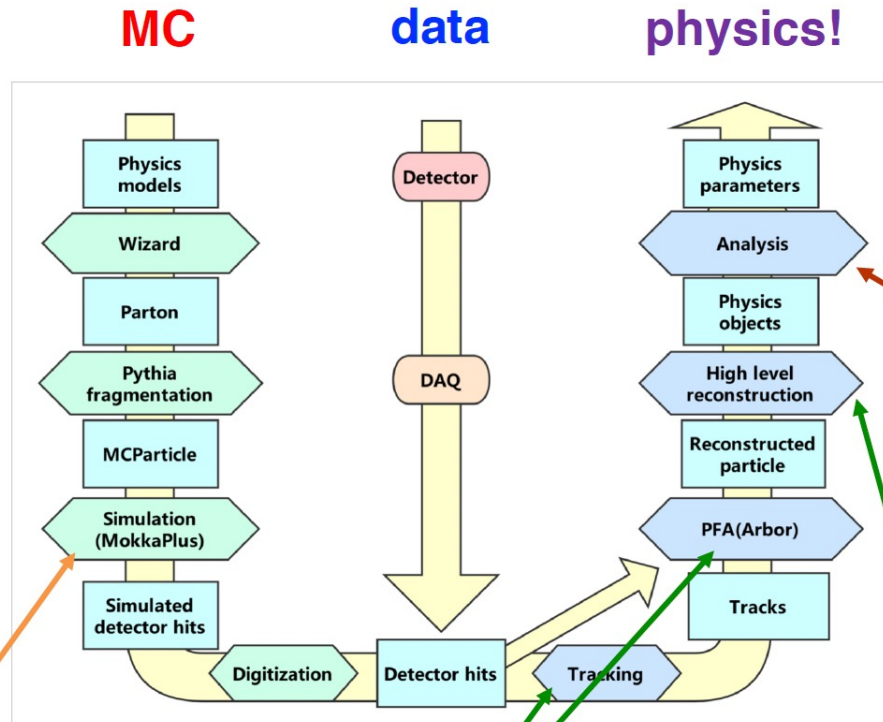 MC
data
physics!
Physics
models
Wizard
Parton
Pythia
fragmentation
MCParticle
Simulation
(MokkaPlus)
Simulated
detector hits
Digitization
Detector
DAQ
Detector hits
Tracking
Physics
parameters
Analysis
Physics
objects
High level
reconstruction
Reconstructed
particle
PFA(Arbor)
Tracks